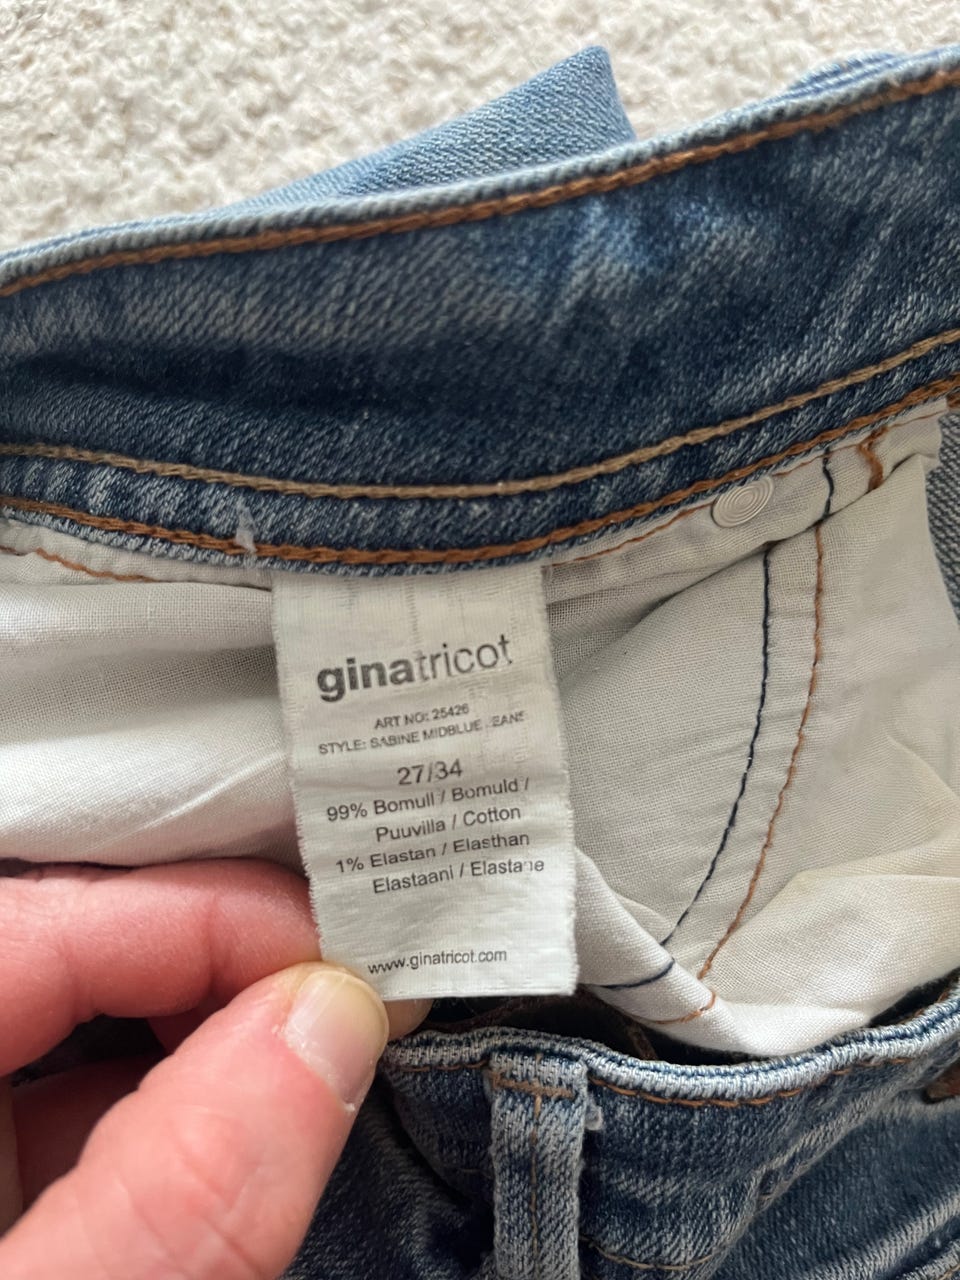 ginatricot
ART NO: 25426
STYLE: SABINE MIDBLUE JEANS
27/34
99% Bomull / Bomuld /
Puuvilla / Cotton
1% Elastan / Elasthan
Elastaani / Elastane
www.ginatricot.com